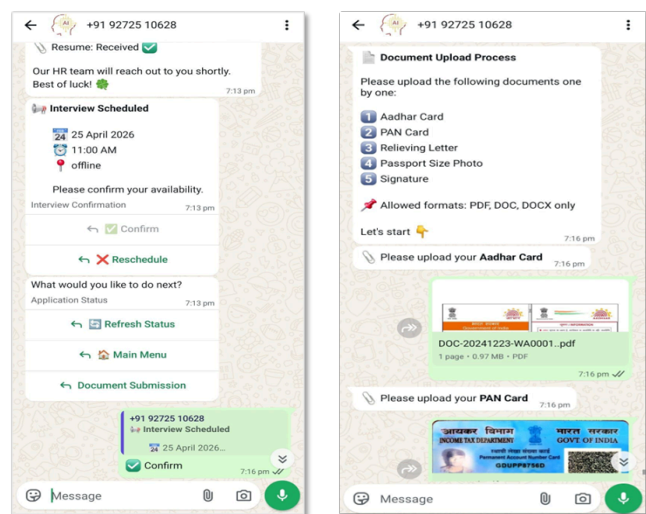 +91 92725 10628
Resume: Received ✅
Our HR team will reach out to you shortly.
Best of luck! 🍀
7:13 pm
Interview Scheduled
25 April 2026
11:00 AM
offline
Please confirm your availability.
Interview Confirmation
7:13 pm
✅ Confirm
❌ Reschedule
What would you like to do next?
Application Status
7:13 pm
🔄 Refresh Status
🏠 Main Menu
Document Submission
+91 92725 10628
Interview Scheduled
25 April 2026...
✅ Confirm
7:16 pm
Message
+91 92725 10628
Document Upload Process
Please upload the following documents one
by one:
1 Aadhar Card
2 PAN Card
3 Relieving Letter
4 Passport Size Photo
5 Signature
📌 Allowed formats: PDF, DOC, DOCX only
Let's start 👇
7:16 pm
Please upload your Aadhar Card
7:16 pm
DOC-20241223-WA0001..pdf
1 page • 0.97 MB • PDF
7:16 pm
Please upload your PAN Card
7:16 pm
आयकर विभाग
भारत सरकार
INCOME TAX DEPARTMENT
GOVT. OF INDIA
Permanent Account Number Card
Message